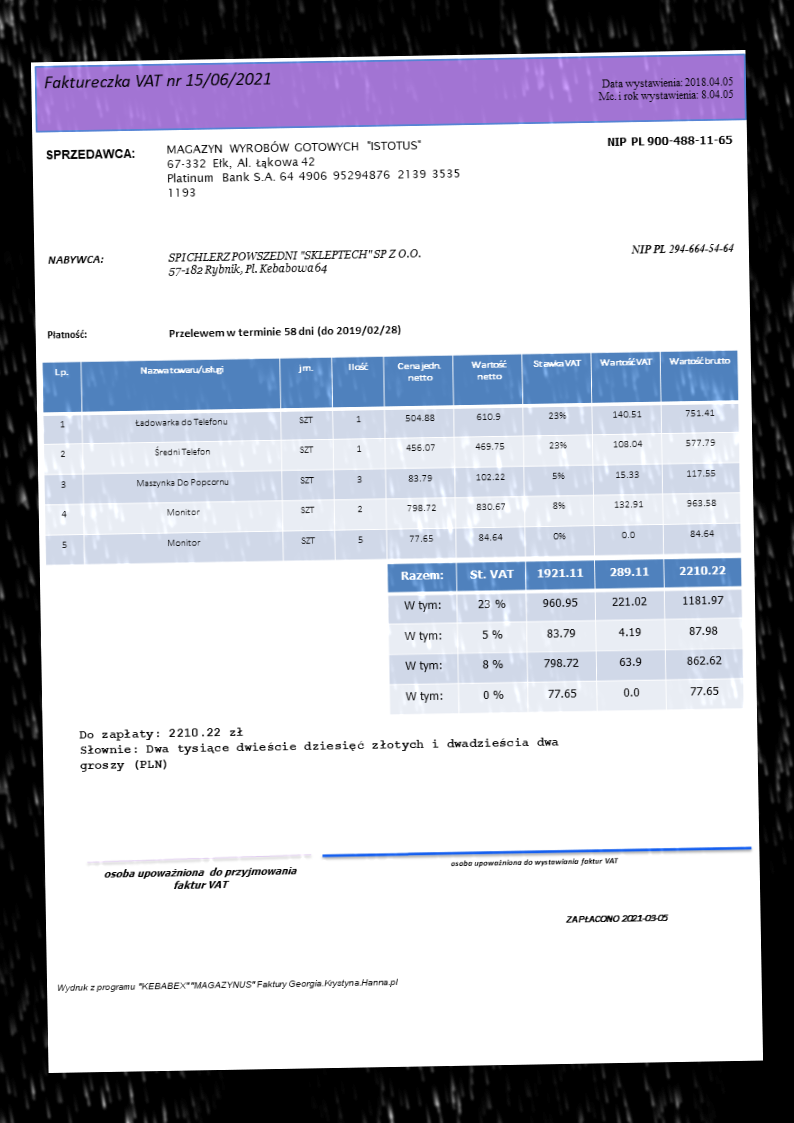 Faktureczka VAT nr 15/06/2021
Data wystawienia: 2018.04.05
Mc. i rok wystawienia: 8.04.05
SPRZEDAWCA:
MAGAZYN WYROBÓW GOTOWYCH "ISTOTUS"
67-332 Ełk, Al. Łąkowa 42
Platinum Bank S.A. 64 4906 95294876 2139 3535
1193
NIP PL 900-488-11-65
NABYWCA:
SPICHLERZ POWSZEDNI "SKLEPTECH" SP Z O.O.
57-182 Rybnik, Pl. Kebabowa 64
NIP PL 294-664-54-64
Płatność: Przelewem w terminie 58 dni (do 2019/02/28)
Lp. Nazwa towaru/usługi jm. Ilość Cena jedn. netto Wartość netto Stawka VAT Wartość VAT Wartość brutto
1 Ładowarka do Telefonu SZT 1 504.88 610.9 23% 140.51 751.41
2 Średni Telefon SZT 1 456.07 469.75 23% 108.04 577.79
3 Maszynka Do Popcornu SZT 3 83.79 102.22 5% 15.33 117.55
4 Monitor SZT 2 798.72 830.67 8% 132.91 963.58
5 Monitor SZT 5 77.65 84.64 0% 0.0 84.64
Razem: St. VAT 1921.11 289.11 2210.22
W tym: 23 % 960.95 221.02 1181.97
W tym: 5 % 83.79 4.19 87.98
W tym: 8 % 798.72 63.9 862.62
W tym: 0 % 77.65 0.0 77.65
Do zapłaty: 2210.22 zł
Słownie: Dwa tysiące dwieście dziesięć złotych i dwadzieścia dwa
groszy (PLN)
osoba upoważniona do przyjmowania
faktur VAT
osoba upoważniona do wystawiania faktur VAT
ZAPŁACONO 2021-03-05
Wydruk z programu "KEBABEX" "MAGAZYNUS" Faktury Georgia.Krystyna.Hanna.pl